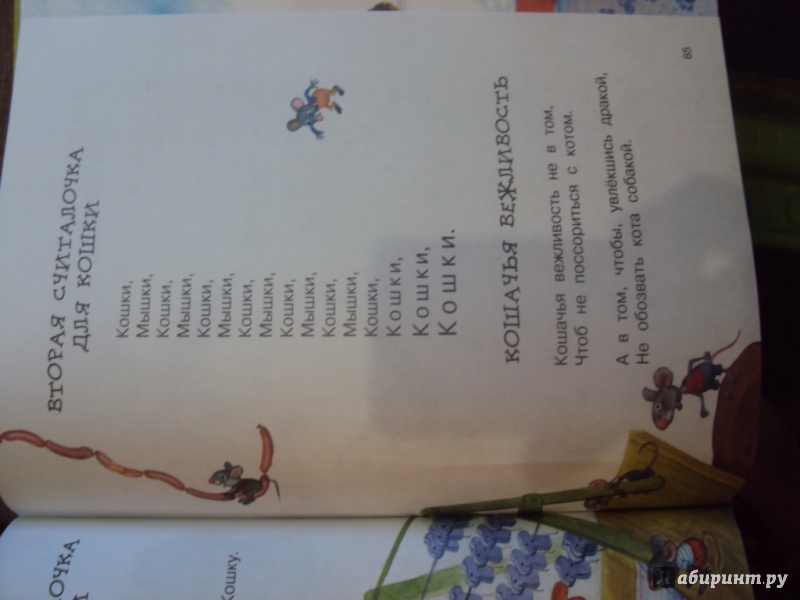 Кошку.
ВТОРАЯ СЧИТАЛОЧКА
ДЛЯ КОШКИ
Кошки,
Мышки,
Кошки,
Мышки,
Кошки,
Мышки,
Кошки,
Мышки,
Кошки,
Мышки,
Кошки,
Мышки,
Кошки,
Кошки,
Кошки,
Кошки.
КОШАЧЬЯ ВЕЖЛИВОСТЬ
Кошачья вежливость не в том,
Чтоб не поссориться с котом.
А в том, чтобы, увлёкшись дракой,
Не обозвать кота собакой.
65
Лабиринт.ру